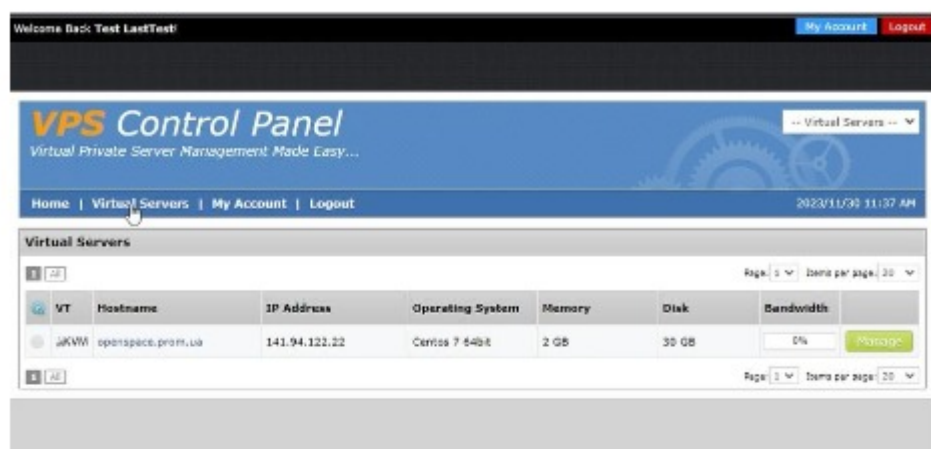 Welcome Back Test LastTest!
My Account Logout
VPS Control Panel
-- Virtual Servers --
Virtual Private Server Management Made Easy...
Home | Virtual Servers | My Account | Logout
2023/11/30 11:37 AM
Virtual Servers
1 All
Page: 1 Items per page: 20
VT Hostname IP Address Operating System Memory Disk Bandwidth
KVM openspace.prom.ua 141.94.122.22 Centos 7 64bit 2 GB 30 GB 0% Manage
1 All
Page: 1 Items per page: 20